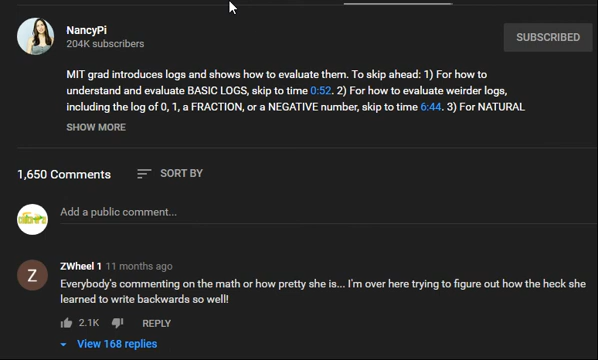 NancyPi
204K subscribers
SUBSCRIBED
MIT grad introduces logs and shows how to evaluate them. To skip ahead: 1) For how to
understand and evaluate BASIC LOGS, skip to time 0:52. 2) For how to evaluate weirder logs,
including the log of 0, 1, a FRACTION, or a NEGATIVE number, skip to time 6:44. 3) For NATURAL
SHOW MORE
1,650 Comments
SORT BY
Add a public comment...
Z
ZWheel 1 11 months ago
Everybody's commenting on the math or how pretty she is... I'm over here trying to figure out how the heck she
learned to write backwards so well!
2.1K REPLY
View 168 replies